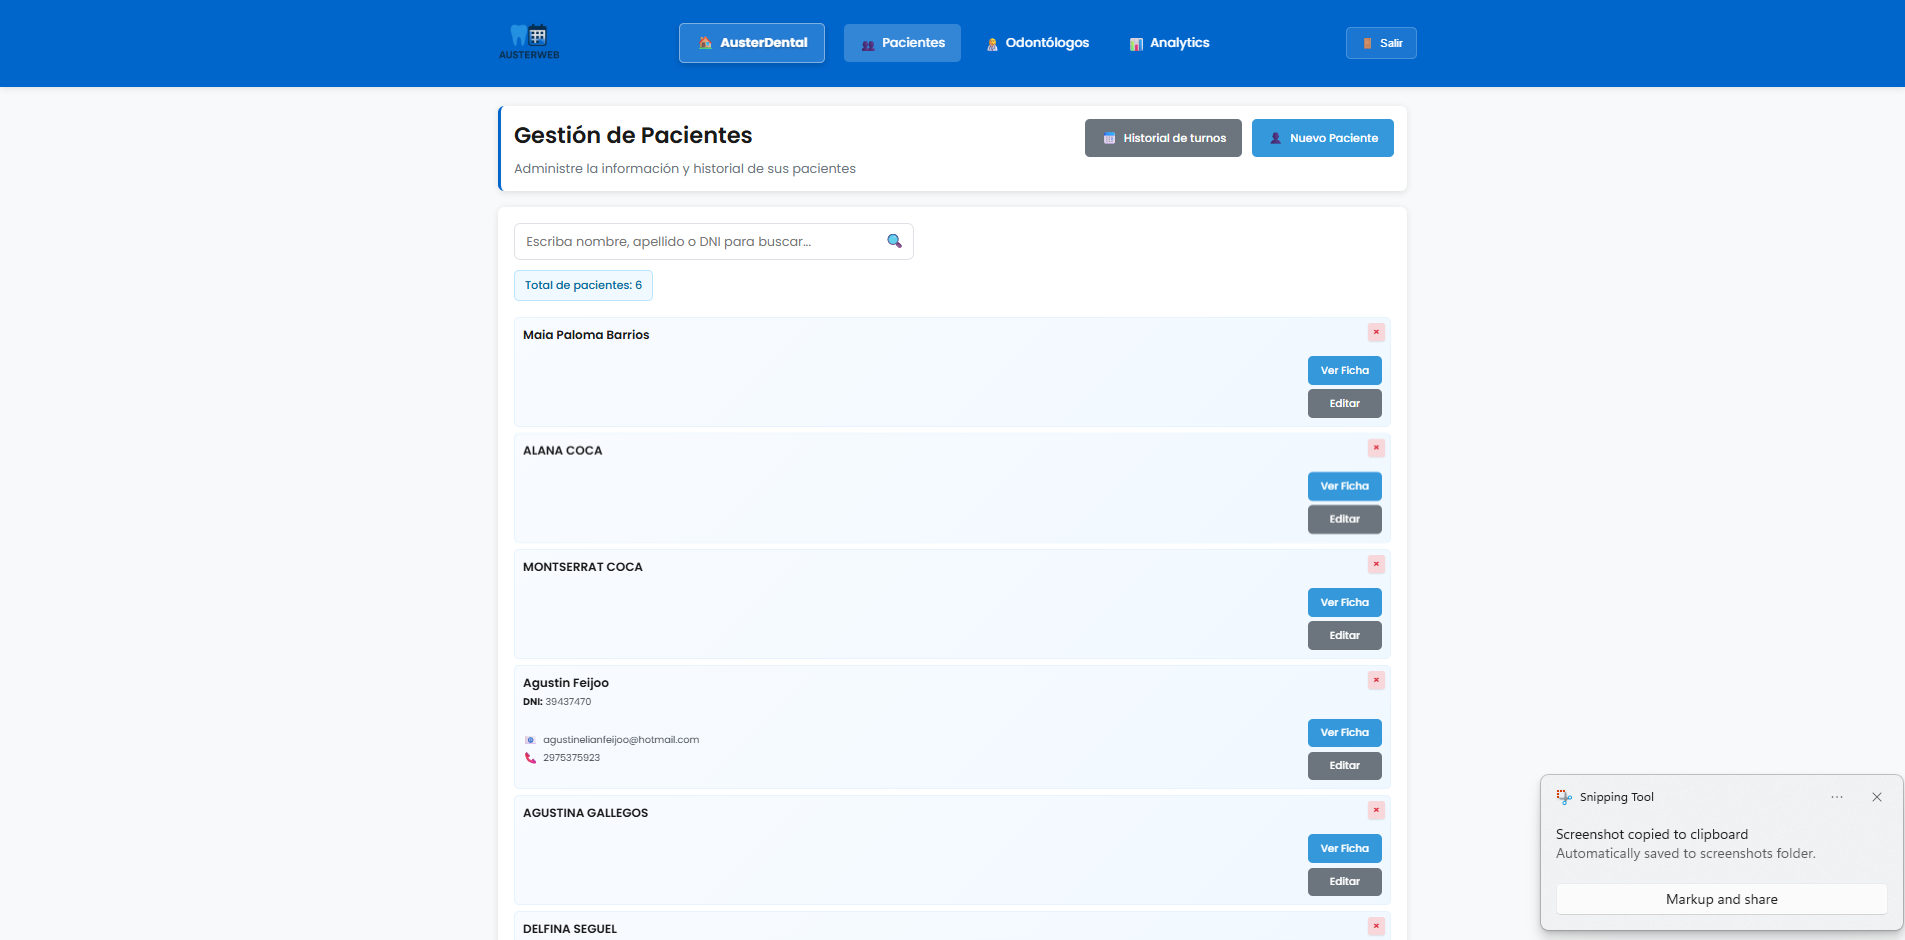 AUSTERWEB
AusterDental
Pacientes
Odontólogos
Analytics
Salir
Gestión de Pacientes
Administre la información y historial de sus pacientes
Historial de turnos
Nuevo Paciente
Escriba nombre, apellido o DNI para buscar...
Total de pacientes: 6
Maia Paloma Barrios
Ver Ficha
Editar
ALANA COCA
Ver Ficha
Editar
MONTSERRAT COCA
Ver Ficha
Editar
Agustin Feijoo
DNI: 39437470
agustinelianfeijoo@hotmail.com
2975375923
Ver Ficha
Editar
AGUSTINA GALLEGOS
Ver Ficha
Editar
DELFINA SEGUEL
Snipping Tool
Screenshot copied to clipboard
Automatically saved to screenshots folder.
Markup and share